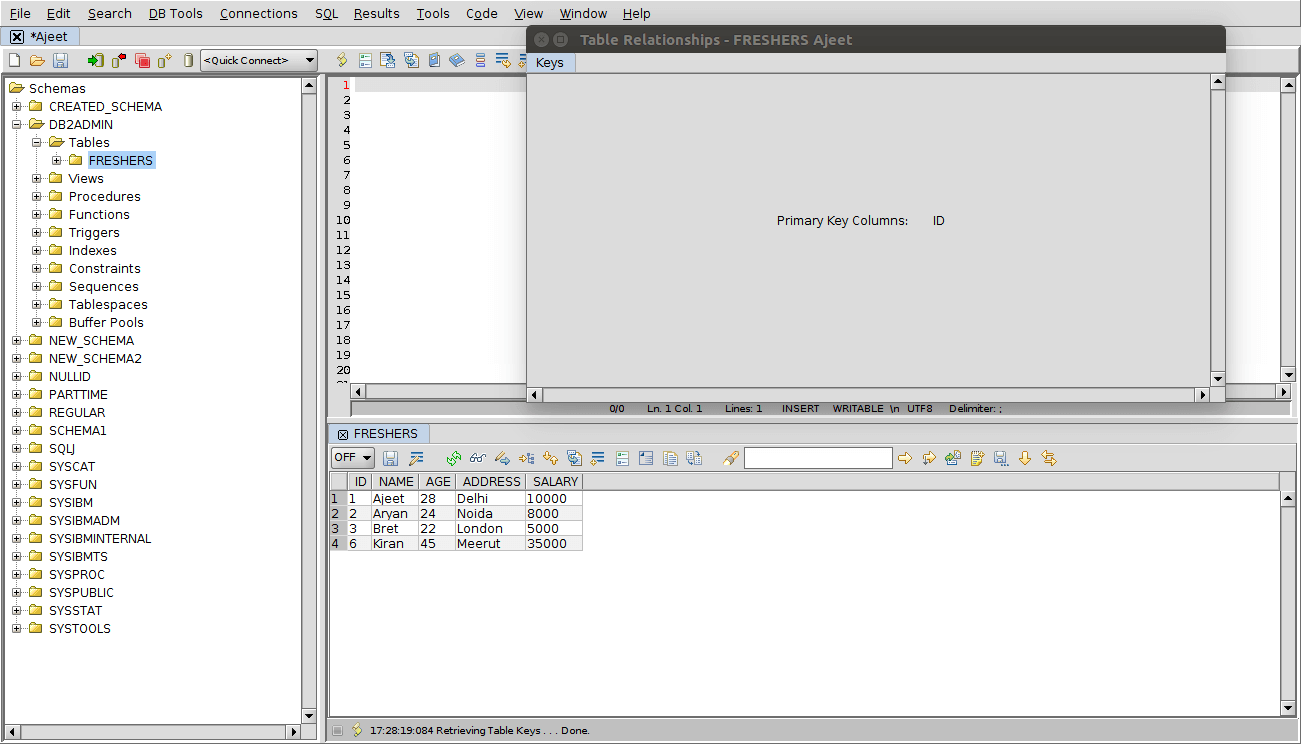 File Edit Search DB Tools Connections SQL Results Tools Code View Window Help
*Ajeet
<Quick Connect>
Schemas
CREATED_SCHEMA
DB2ADMIN
Tables
FRESHERS
Views
Procedures
Functions
Triggers
Indexes
Constraints
Sequences
Tablespaces
Buffer Pools
NEW_SCHEMA
NEW_SCHEMA2
NULLID
PARTTIME
REGULAR
SCHEMA1
SQLJ
SYSCAT
SYSFUN
SYSIBM
SYSIBMADM
SYSIBMINTERNAL
SYSIBMTS
SYSPROC
SYSPUBLIC
SYSSTAT
SYSTOOLS
1
2
3
4
5
6
7
8
9
10
11
12
13
14
15
16
17
18
19
20
Table Relationships - FRESHERS Ajeet
Keys
Primary Key Columns: ID
0/0 Ln. 1 Col. 1 Lines: 1 INSERT WRITABLE \n UTF8 Delimiter: ;
FRESHERS
OFF
ID NAME AGE ADDRESS SALARY
1 1 Ajeet 28 Delhi 10000
2 2 Aryan 24 Noida 8000
3 3 Bret 22 London 5000
4 6 Kiran 45 Meerut 35000
17:28:19:084 Retrieving Table Keys . . . Done.